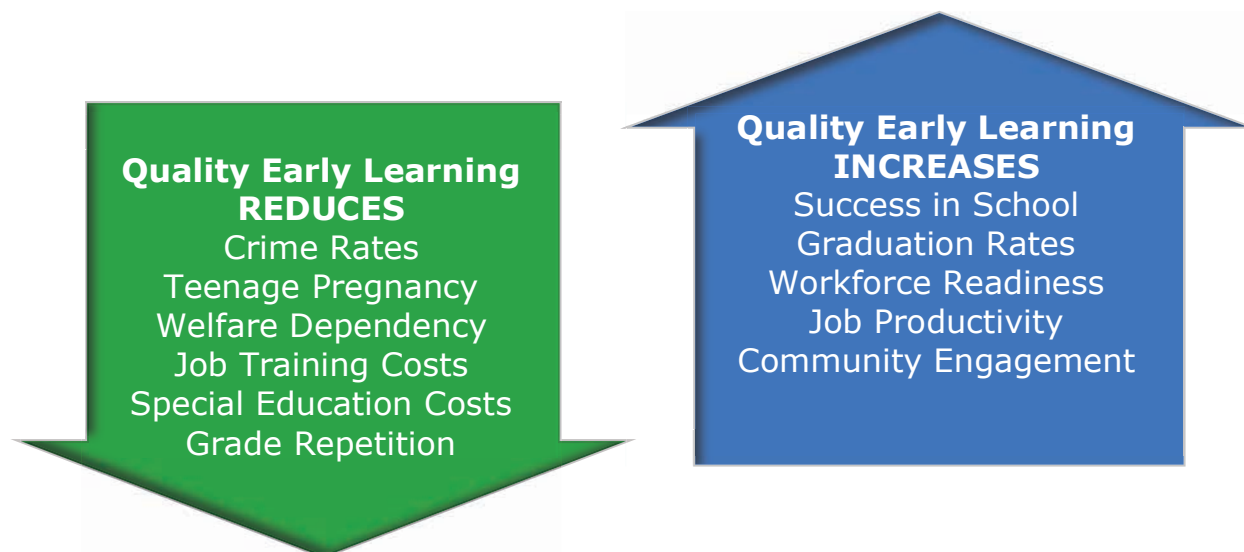 Quality Early Learning
REDUCES
Crime Rates
Teenage Pregnancy
Welfare Dependency
Job Training Costs
Special Education Costs
Grade Repetition
Quality Early Learning
INCREASES
Success in School
Graduation Rates
Workforce Readiness
Job Productivity
Community Engagement